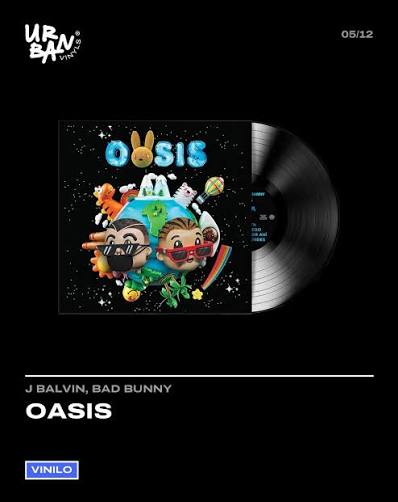 URBAN VINYLS®
05/12
OASIS
J BALVIN, BAD BUNNY
OASIS
VINILO